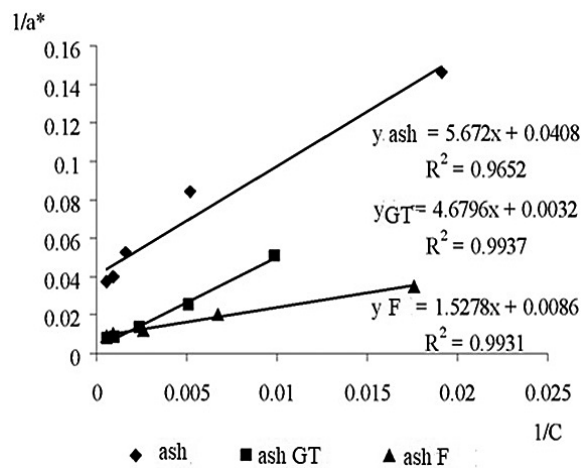 1/a*
0.16
0.14
0.12
0.1
0.08
0.06
0.04
0.02
0
y ash = 5.672x + 0.0408
R² = 0.9652
yGT= 4.6796x + 0.0032
R² = 0.9937
y F = 1.5278x + 0.0086
R² = 0.9931
0 0.005 0.01 0.015 0.02 0.025
1/C
ash ash GT ash F